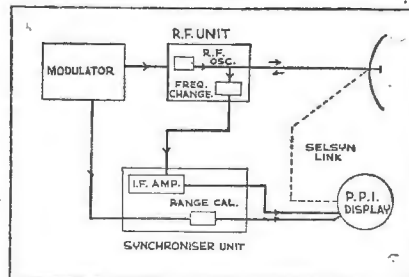 R.F. UNIT
MODULATOR
R.F.
OSC.
FREQ.
CHANGE.
SELSYN
LINK
I.F. AMP.
RANGE CAL.
P.P.I.
DISPLAY
SYNCHRONISER UNIT